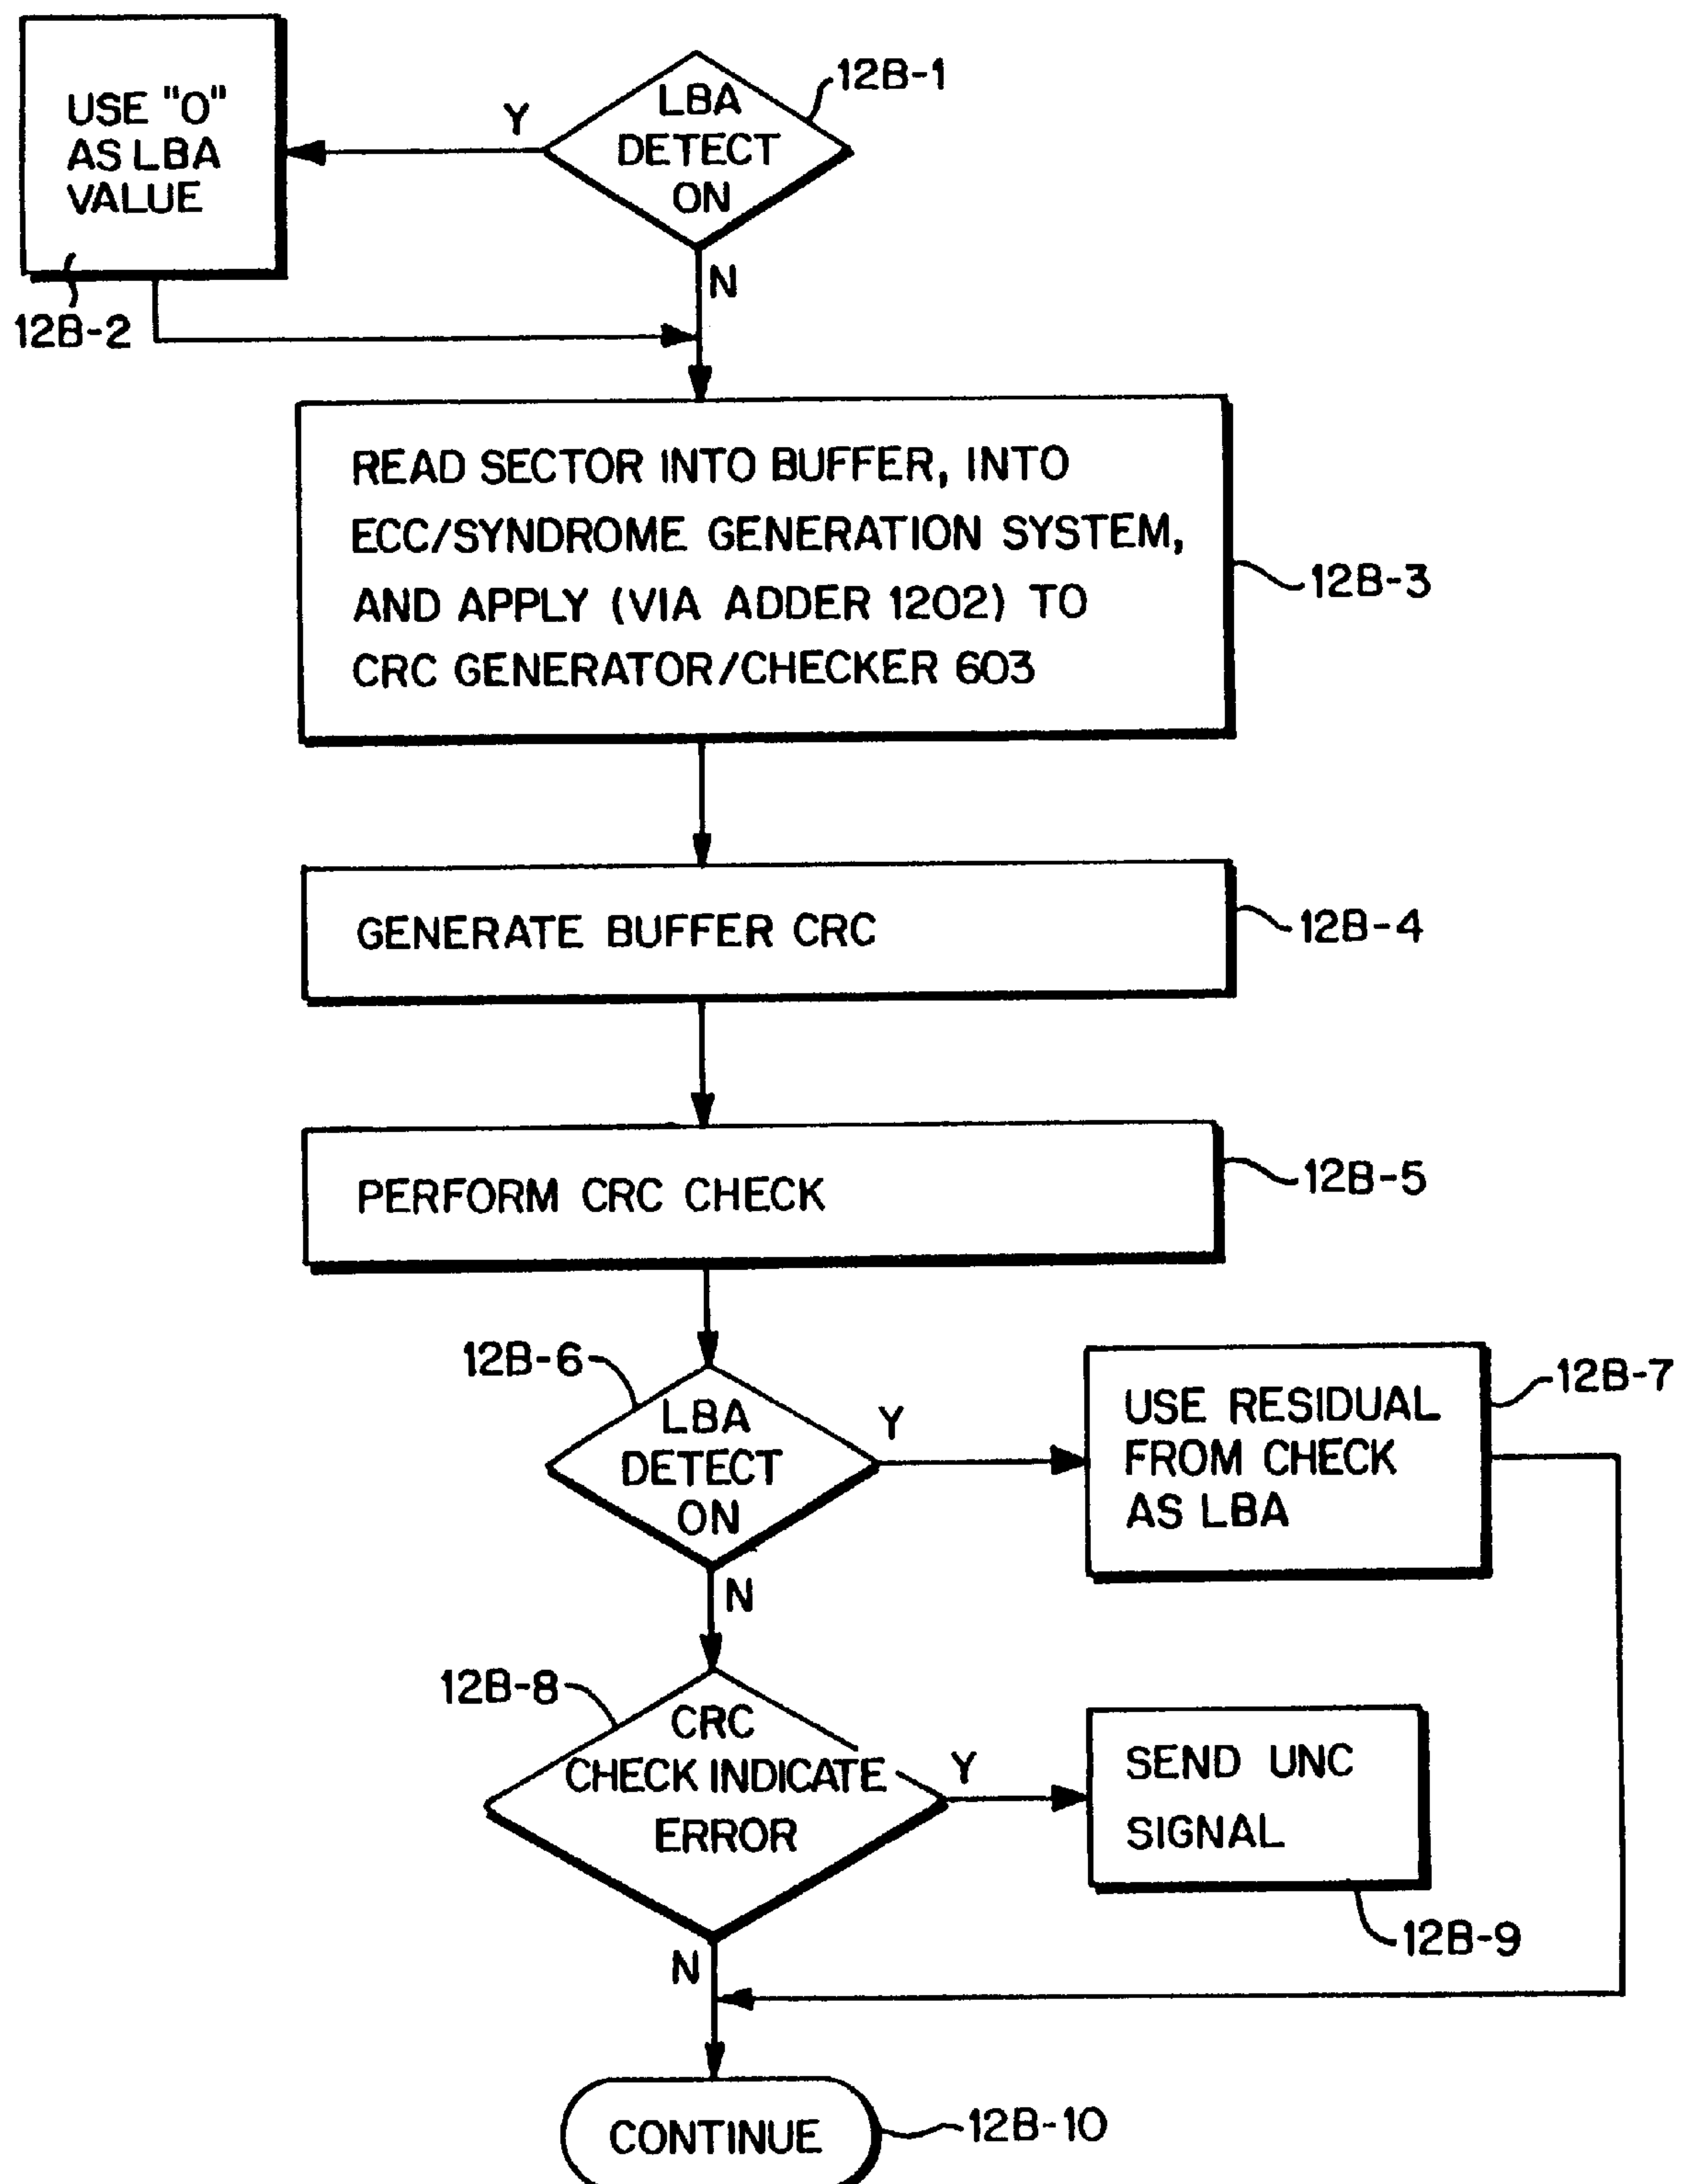 USE "0"
AS LBA
VALUE
12B-2
LBA
DETECT
ON
12B-1
Y
N
READ SECTOR INTO BUFFER, INTO
ECC/SYNDROME GENERATION SYSTEM,
AND APPLY (VIA ADDER 1202) TO
CRC GENERATOR/CHECKER 603
12B-3
GENERATE BUFFER CRC
12B-4
PERFORM CRC CHECK
12B-5
12B-6
LBA
DETECT
ON
Y
N
USE RESIDUAL
FROM CHECK
AS LBA
12B-7
12B-8
CRC
CHECK INDICATE
ERROR
Y
N
SEND UNC
SIGNAL
12B-9
CONTINUE
12B-10